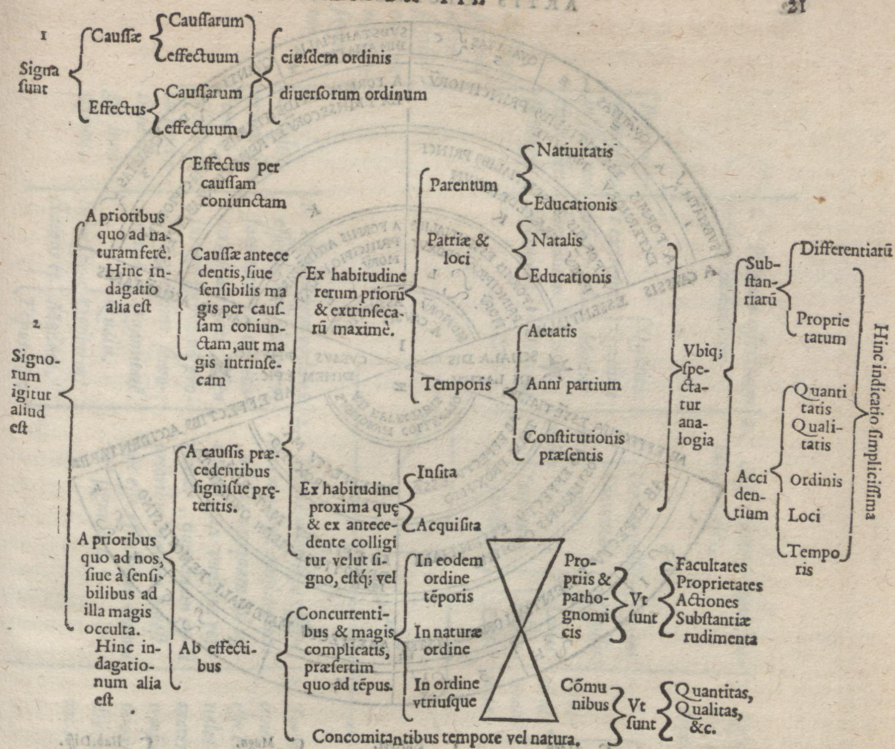 21
1
Signa
ſunt
Cauſſæ
Cauſſarum
effectuum
Effectus
Cauſſarum
effectuum
eiuſdem ordinis
diuerſorum ordinum
2
Signo-
rum
igitur
aliud
eſt
A prioribus
quo ad na-
turam ferè.
Hinc in-
dagatio
alia eſt
Effectus per
cauſſam
coniunctam
Cauſſæ antece
dentis, ſiue
ſenſibilis ma
gis per cauſ-
ſam coniun-
ctam, aut ma
gis intrinſe-
cam
A prioribus
quo ad nos,
ſiue à ſenſi-
bilibus ad
illa magis
occulta.
Hinc in-
dagatio-
num alia
eſt
A cauſſis præ-
cedentibus
ſigniſue prę-
teritis.
Ex habitudine
rerum priorū
& extrinſeca-
rū maximè.
Parentum
Natiuitatis
Educationis
Patriæ &
loci
Natalis
Educationis
Temporis
Aetatis
Anni partium
Conſtitutionis
præſentis
Ex habitudine
proxima quę
& ex antece-
dente colligi
tur velut ſi-
gno, eſtq; vel
Inſita
Acquiſita
Vbiq;
ſpe-
cta-
tur
ana-
logia
Sub-
ſtan-
tiarū
Differentiarū
Proprie
tatum
Acci
den-
tium
Quanti
tatis
Quali-
tatis
Ordinis
Loci
Tempo
ris
Hinc indicatio ſimpliciſſima
Ab effecti-
bus
Concurrenti-
bus & magis
complicatis,
præſertim
quo ad tēpus.
In eodem
ordine
tēporis
In naturæ
ordine
In ordine
vtriuſque
Pro-
priis &
patho-
gnomi
cis
Vt
ſunt
Facultates
Proprietates
Actiones
Subſtantiæ
rudimenta
Cōmu
nibus
Vt
ſunt
Quantitas,
Qualitas,
&c.
Concomitantibus tempore vel natura.